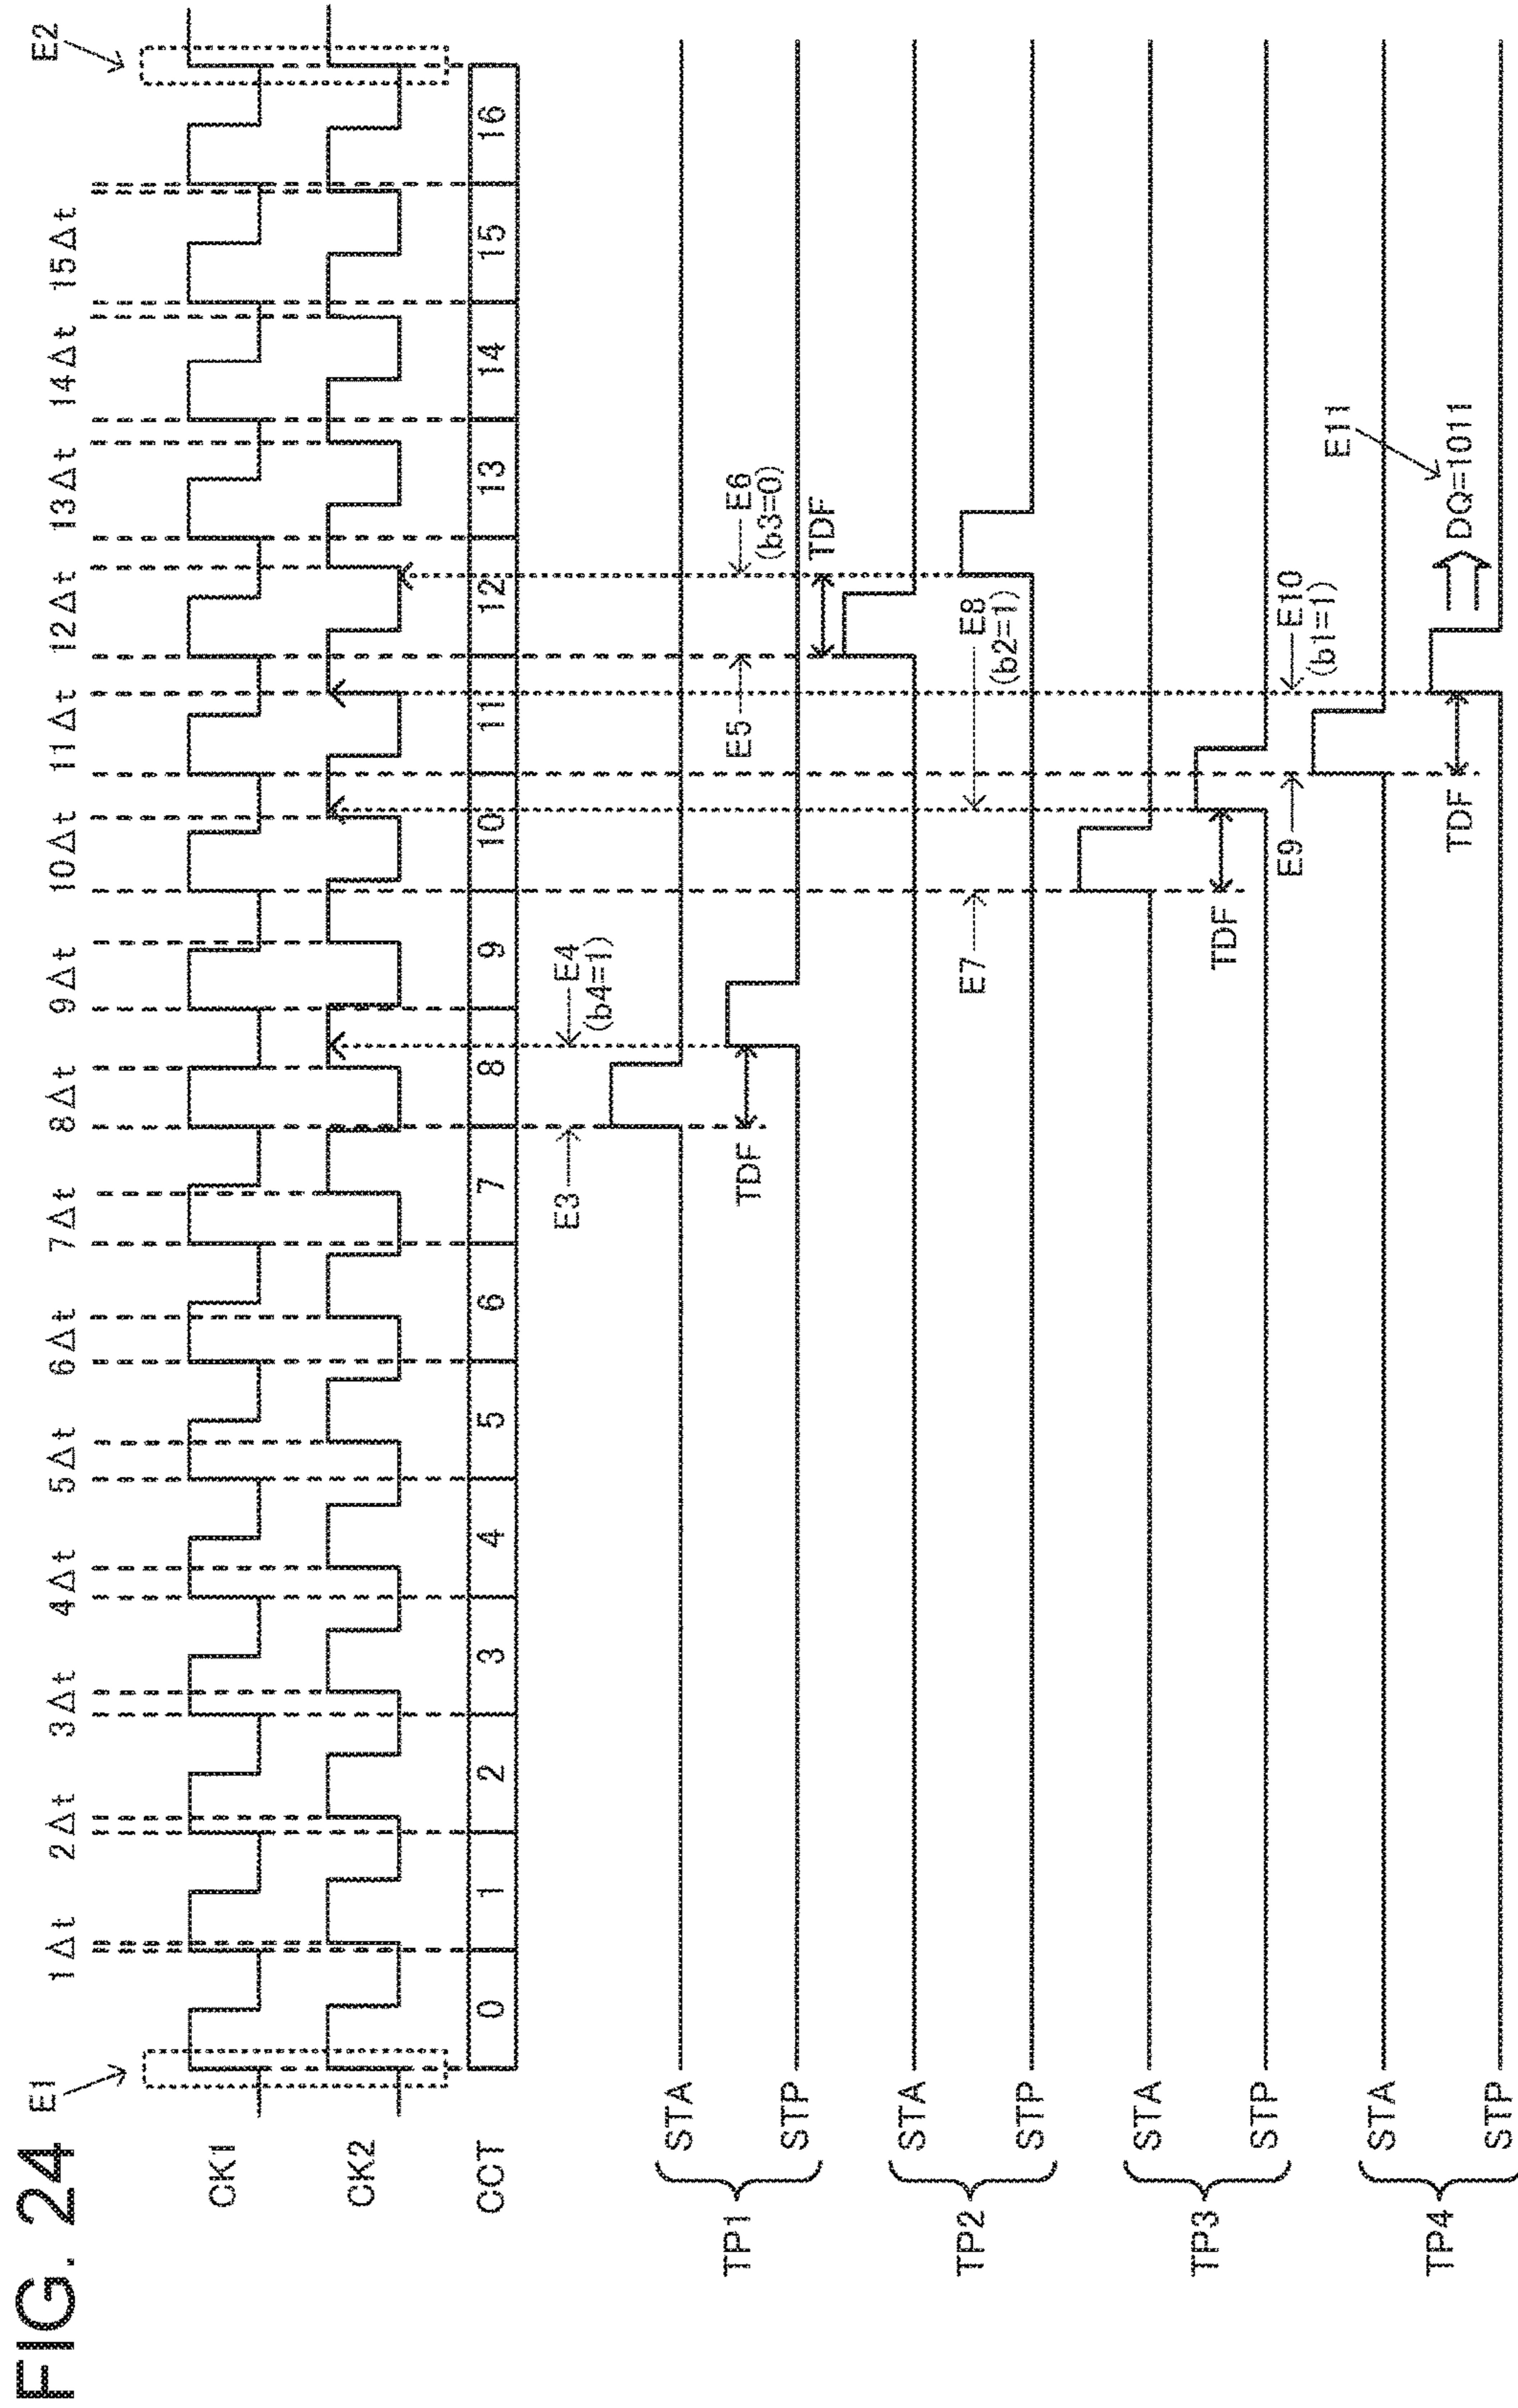 FIG. 24
E1
E2
1Δt 2Δt 3Δt 4Δt 5Δt 6Δt 7Δt 8Δt 9Δt 10Δt 11Δt 12Δt 13Δt 14Δt 15Δt
CK1
CK2
CCT 0 1 2 3 4 5 6 7 8 9 10 11 12 13 14 15 16
E3
E4
(b4=1)
TP1
STA
STP
TDF
E5
E6
(b3=0)
TDF
TP2
STA
STP
E7
E8
(b2=1)
TP3
STA
STP
TDF
E9
E10
(b1=1)
E11
TP4
STA
STP
TDF
DQ=1011